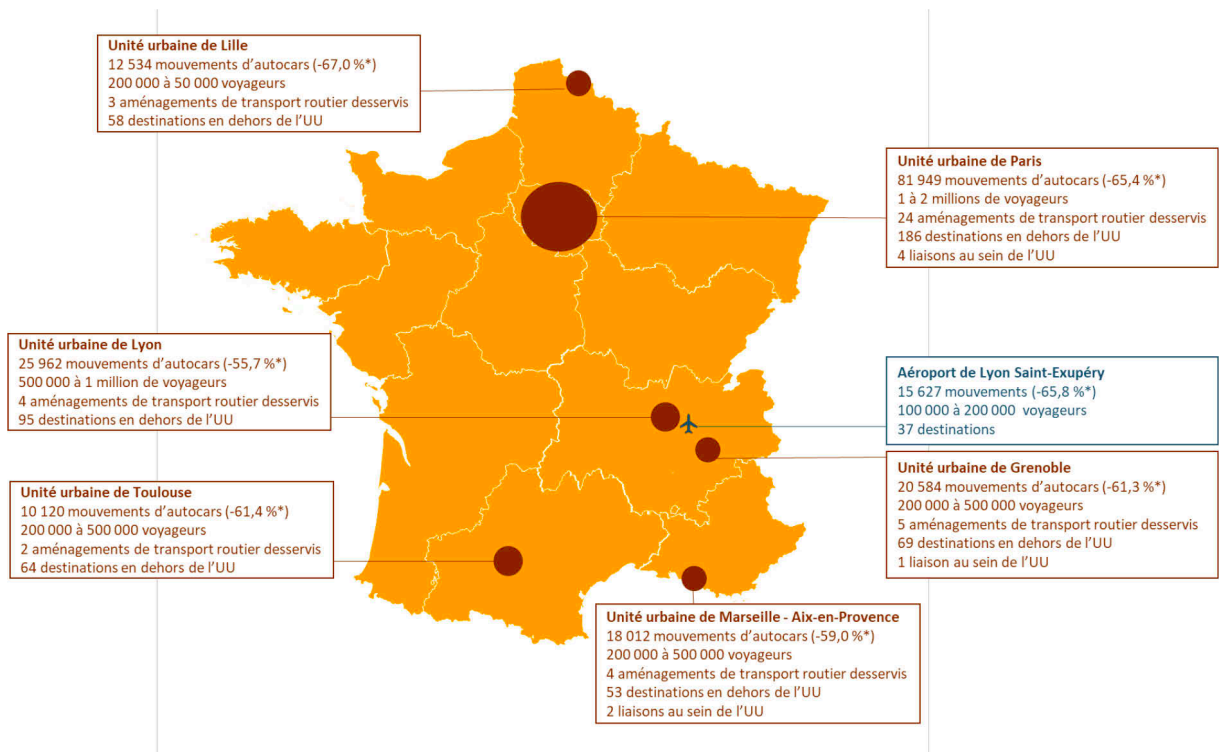 Unité urbaine de Lille
12 534 mouvements d'autocars (-67,0 %*)
200 000 à 50 000 voyageurs
3 aménagements de transport routier desservis
58 destinations en dehors de l'UU
Unité urbaine de Paris
81 949 mouvements d'autocars (-65,4 %*)
1 à 2 millions de voyageurs
24 aménagements de transport routier desservis
186 destinations en dehors de l'UU
4 liaisons au sein de l'UU
Unité urbaine de Lyon
25 962 mouvements d'autocars (-55,7 %*)
500 000 à 1 million de voyageurs
4 aménagements de transport routier desservis
95 destinations en dehors de l'UU
Aéroport de Lyon Saint-Exupéry
15 627 mouvements (-65,8 %*)
100 000 à 200 000 voyageurs
37 destinations
Unité urbaine de Grenoble
20 584 mouvements d'autocars (-61,3 %*)
200 000 à 500 000 voyageurs
5 aménagements de transport routier desservis
69 destinations en dehors de l'UU
1 liaison au sein de l'UU
Unité urbaine de Toulouse
10 120 mouvements d'autocars (-61,4 %*)
200 000 à 500 000 voyageurs
2 aménagements de transport routier desservis
64 destinations en dehors de l'UU
Unité urbaine de Marseille - Aix-en-Provence
18 012 mouvements d'autocars (-59,0 %*)
200 000 à 500 000 voyageurs
4 aménagements de transport routier desservis
53 destinations en dehors de l'UU
2 liaisons au sein de l'UU